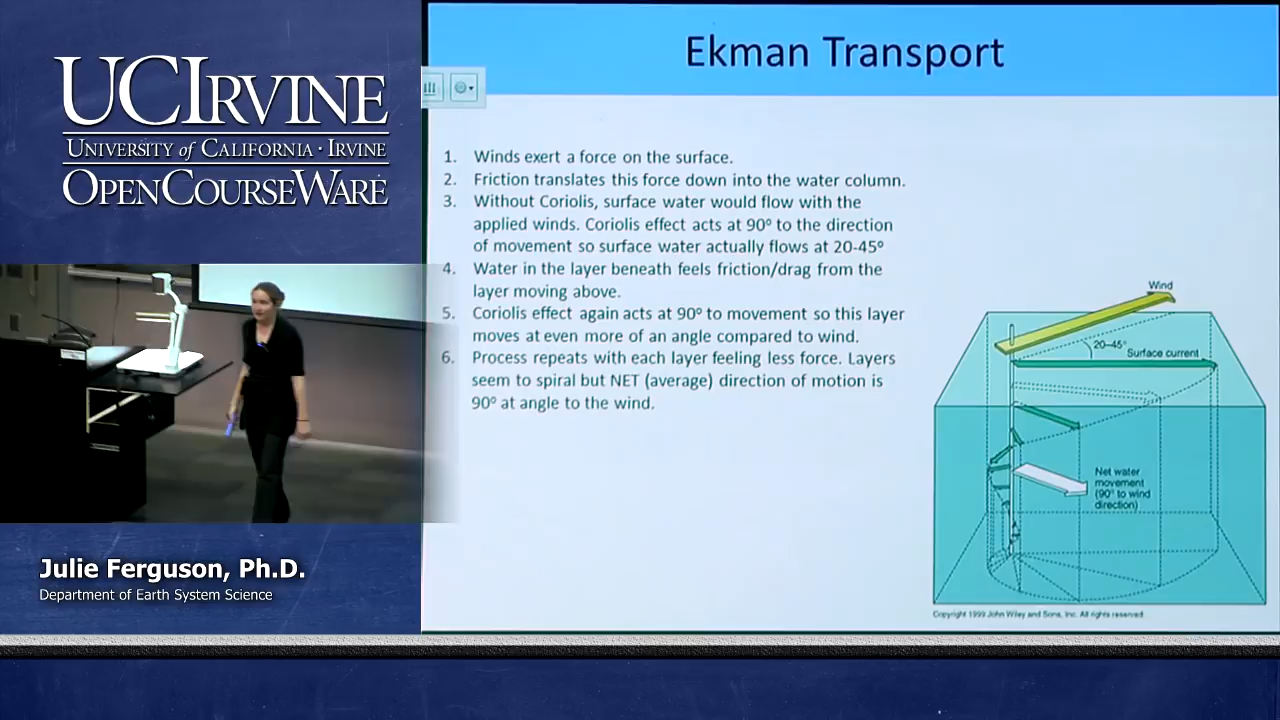 UCIRVINE
UNIVERSITY of CALIFORNIA · IRVINE
OPENCOURSEWARE
Julie Ferguson, Ph.D.
Department of Earth System Science
Ekman Transport
1. Winds exert a force on the surface.
2. Friction translates this force down into the water column.
3. Without Coriolis, surface water would flow with the
applied winds. Coriolis effect acts at 90º to the direction
of movement so surface water actually flows at 20-45º
4. Water in the layer beneath feels friction/drag from the
layer moving above.
5. Coriolis effect again acts at 90º to movement so this layer
moves at even more of an angle compared to wind.
6. Process repeats with each layer feeling less force. Layers
seem to spiral but NET (average) direction of motion is
90º at angle to the wind.
Wind
20–45°
Surface current
Net water
movement
(90° to wind
direction)
Copyright 1999 John Wiley and Sons, Inc. All rights reserved